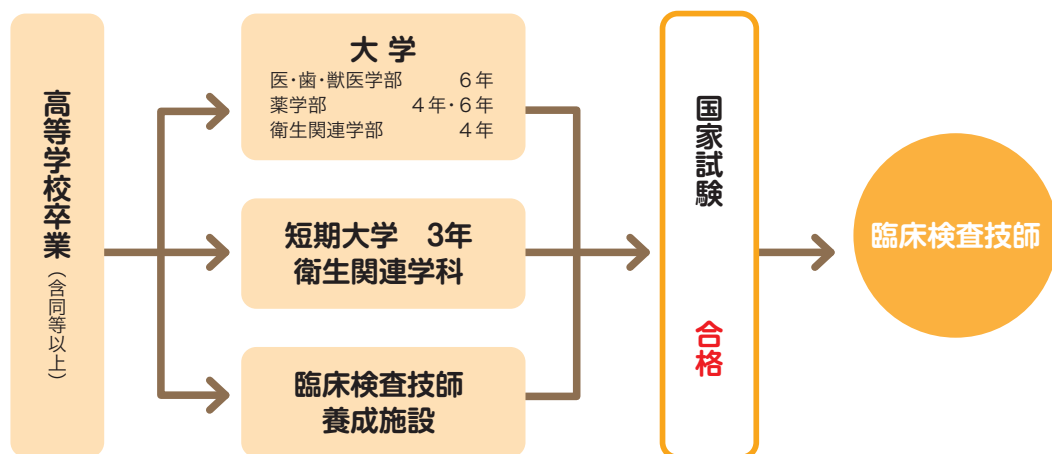 高等学校卒業
（含同等以上）
大 学
医・歯・獣医学部 6年
薬学部 4年・6年
衛生関連学部 4年
短期大学 3年
衛生関連学科
臨床検査技師
養成施設
国家試験
合格
臨床検査技師